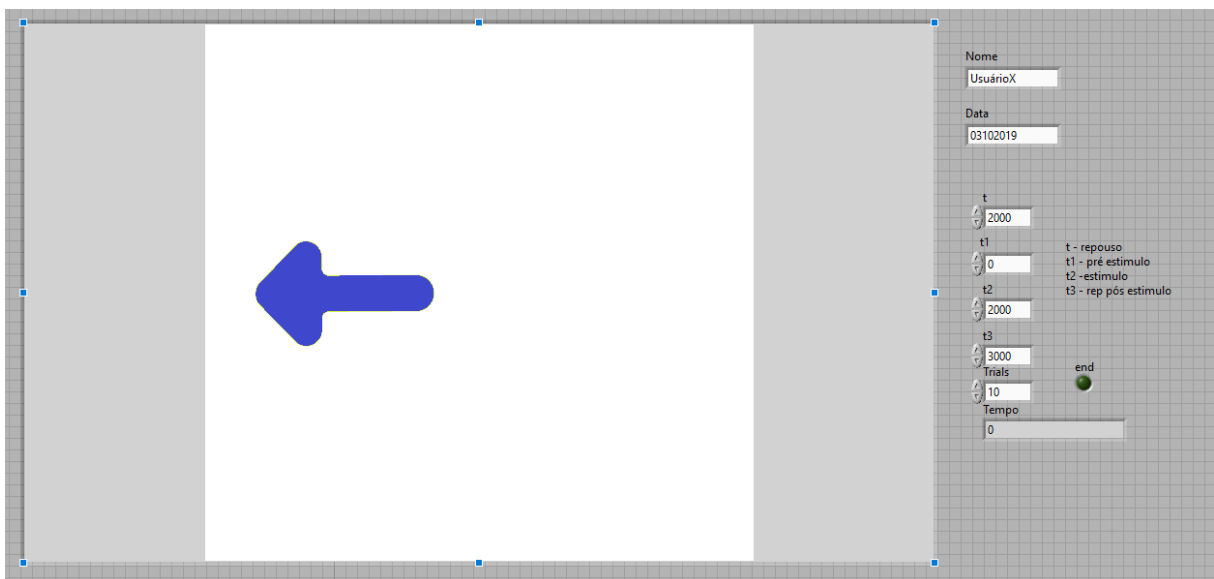 Nome
UsuárioX
Data
03102019
t
2000
t1
0
t2
2000
t3
3000
Trials
10
Tempo
0
t - repouso
t1 - pré estimulo
t2 -estimulo
t3 - rep pós estimulo
end